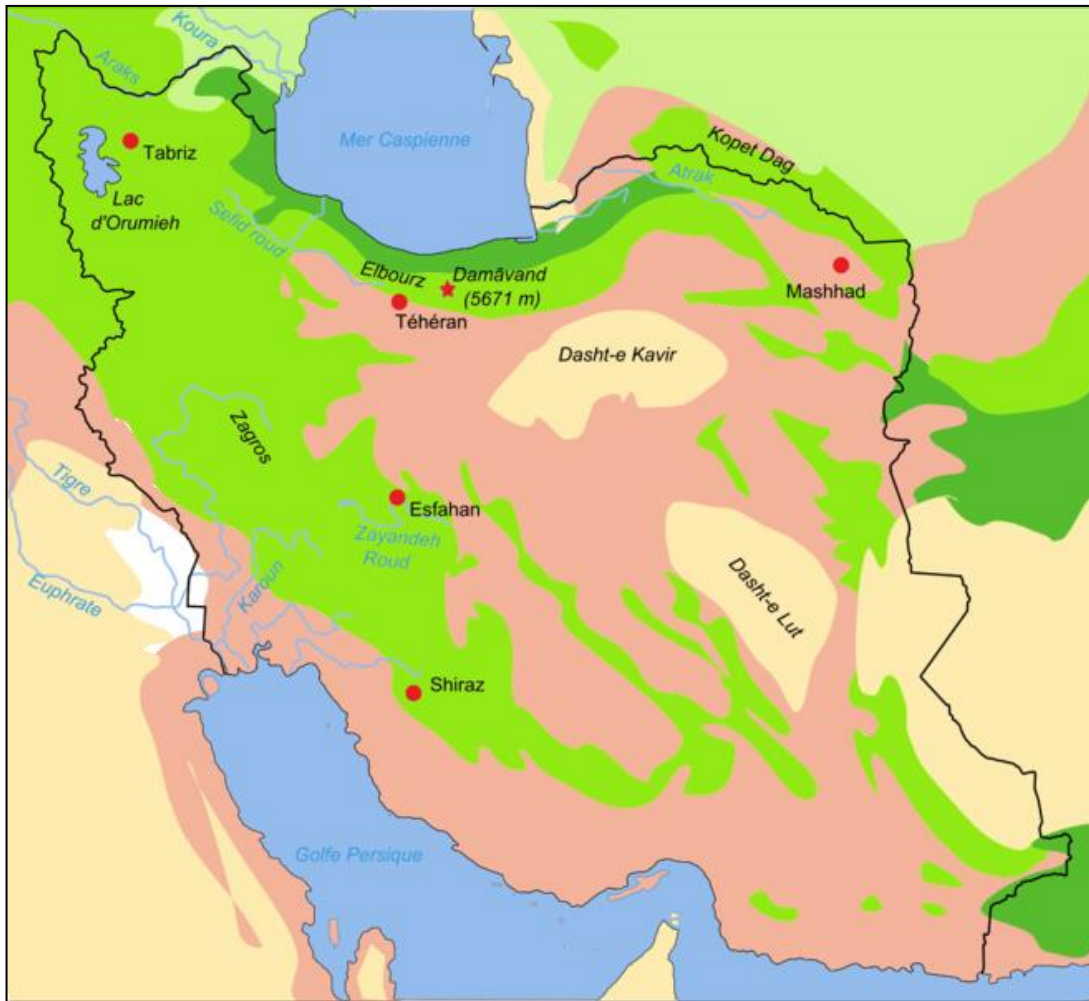 Koura
Araks
Mer Caspienne
Kopet Dag
Tabriz
Atrak
Lac
d'Orumieh
Sefid roud
Elbourz
Damāvand
(5671 m)
Mashhad
Téhéran
Dasht-e Kavir
Zagros
Tigre
Esfahan
Zayandeh
Roud
Euphrate
Karoun
Dasht-e Lut
Shiraz
Golfe Persique